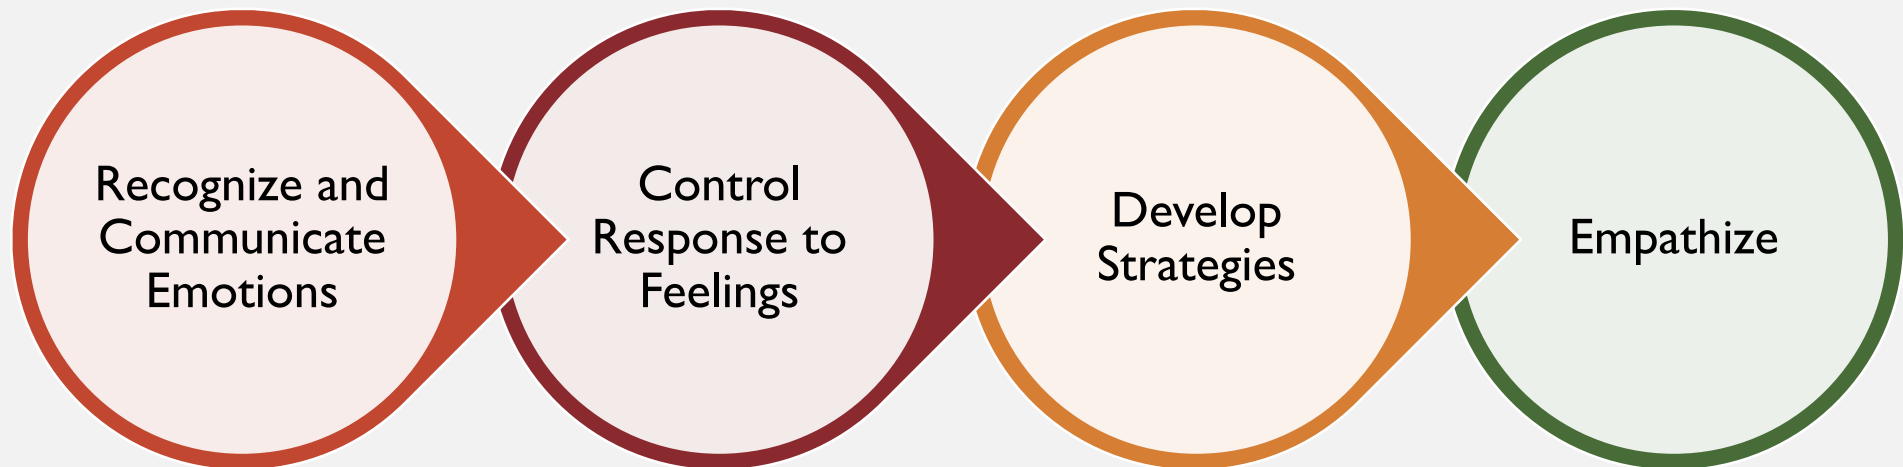 Recognize and
Communicate
Emotions
Control
Response to
Feelings
Develop
Strategies
Empathize